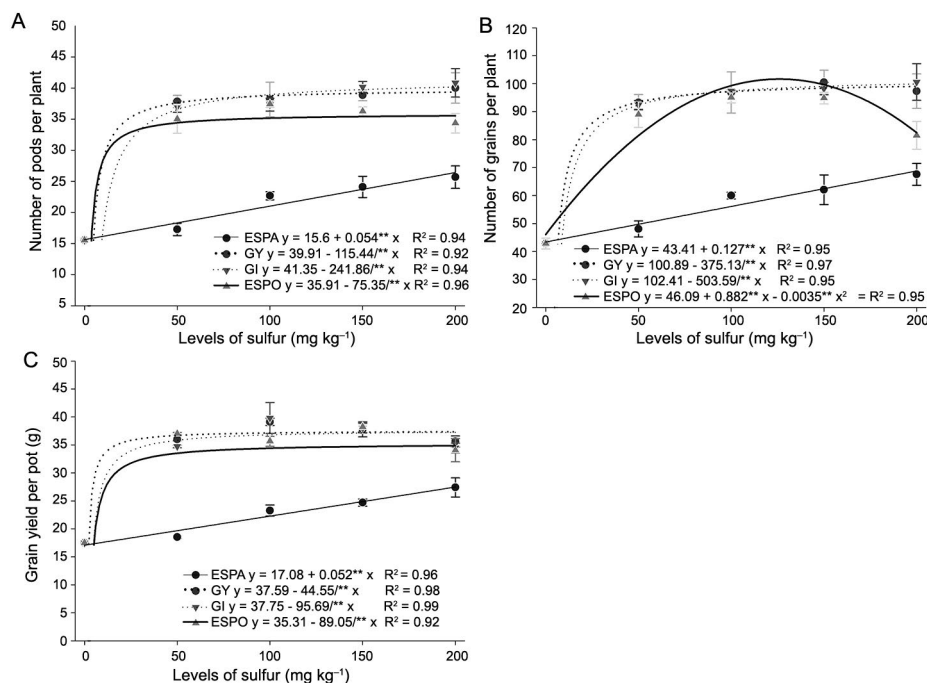 A
Number of pods per plant
50
45
40
35
30
25
20
15
10
5
ESPA y = 15.6 + 0.054** x R² = 0.94
GY y = 39.91 - 115.44/** x R² = 0.92
GI y = 41.35 - 241.86/** x R² = 0.94
ESPO y = 35.91 - 75.35/** x R² = 0.96
0 50 100 150 200
Levels of sulfur (mg kg⁻¹)
B
Number of grains per plant
120
110
100
90
80
70
60
50
40
30
20
ESPA y = 43.41 + 0.127** x R² = 0.95
GY y = 100.89 - 375.13/** x R² = 0.97
GI y = 102.41 - 503.59/** x R² = 0.95
ESPO y = 46.09 + 0.882** x - 0.0035** x² = R² = 0.95
0 50 100 150 200
Levels of sulfur (mg kg⁻¹)
C
Grain yield per pot (g)
50
45
40
35
30
25
20
15
10
5
0
ESPA y = 17.08 + 0.052** x R² = 0.96
GY y = 37.59 - 44.55/** x R² = 0.98
GI y = 37.75 - 95.69/** x R² = 0.99
ESPO y = 35.31 - 89.05/** x R² = 0.92
0 50 100 150 200
Levels of sulfur (mg kg⁻¹)